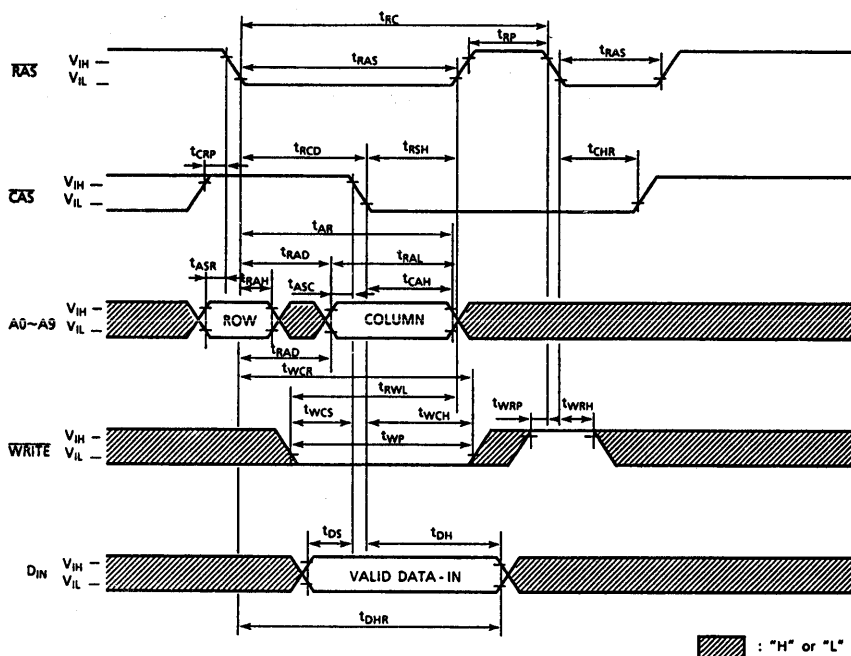 tRC
tRP
tRAS
tRAS
RAS
VIH
VIL
tCRP
tRCD
tRSH
tCHR
CAS
VIH
VIL
tAR
tRAD
tRAL
tASR
tRAH
tASC
tCAH
A0~A9
VIH
VIL
ROW
COLUMN
tRAD
tWCR
tRWL
tWCS
tWCH
tWRP
tWRH
tWP
WRITE
VIH
VIL
tDS
tDH
DIN
VIH
VIL
VALID DATA - IN
tDHR
: "H" or "L"